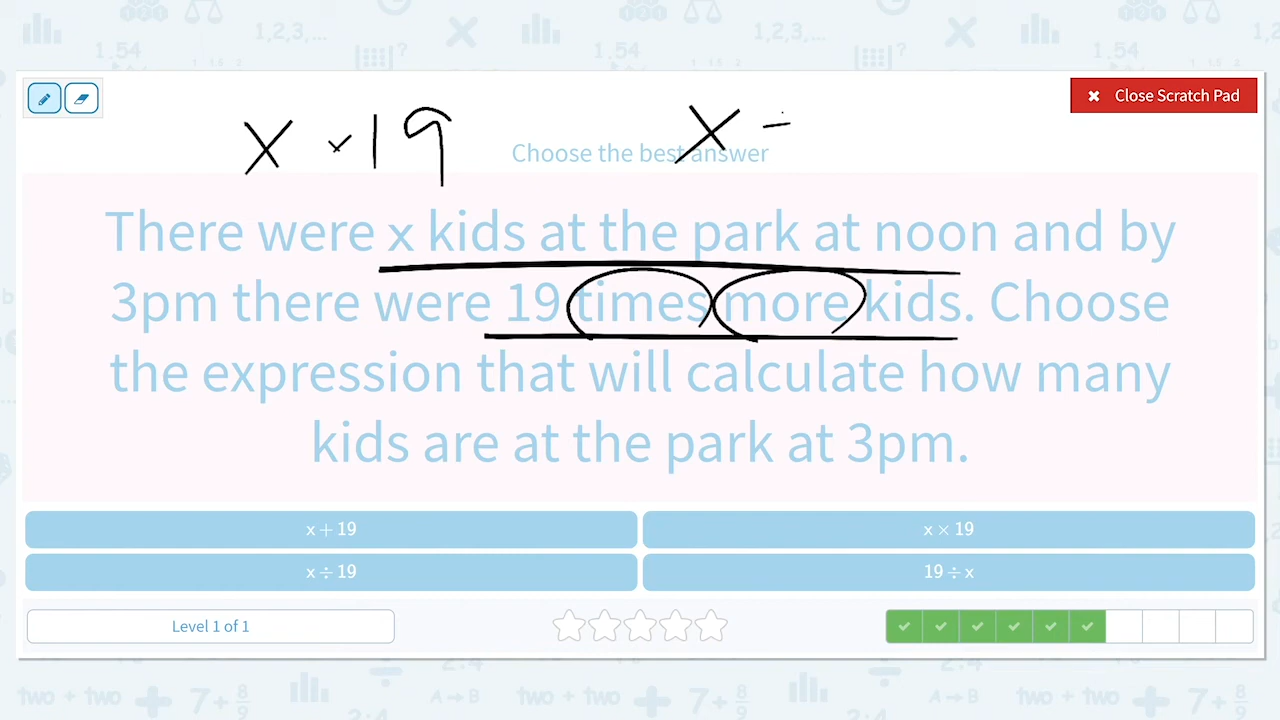 Close Scratch Pad
x × 19
x -
Choose the best answer
There were x kids at the park at noon and by
3pm there were 19 times more kids. Choose
the expression that will calculate how many
kids are at the park at 3pm.
x + 19
x × 19
x ÷ 19
19 ÷ x
Level 1 of 1